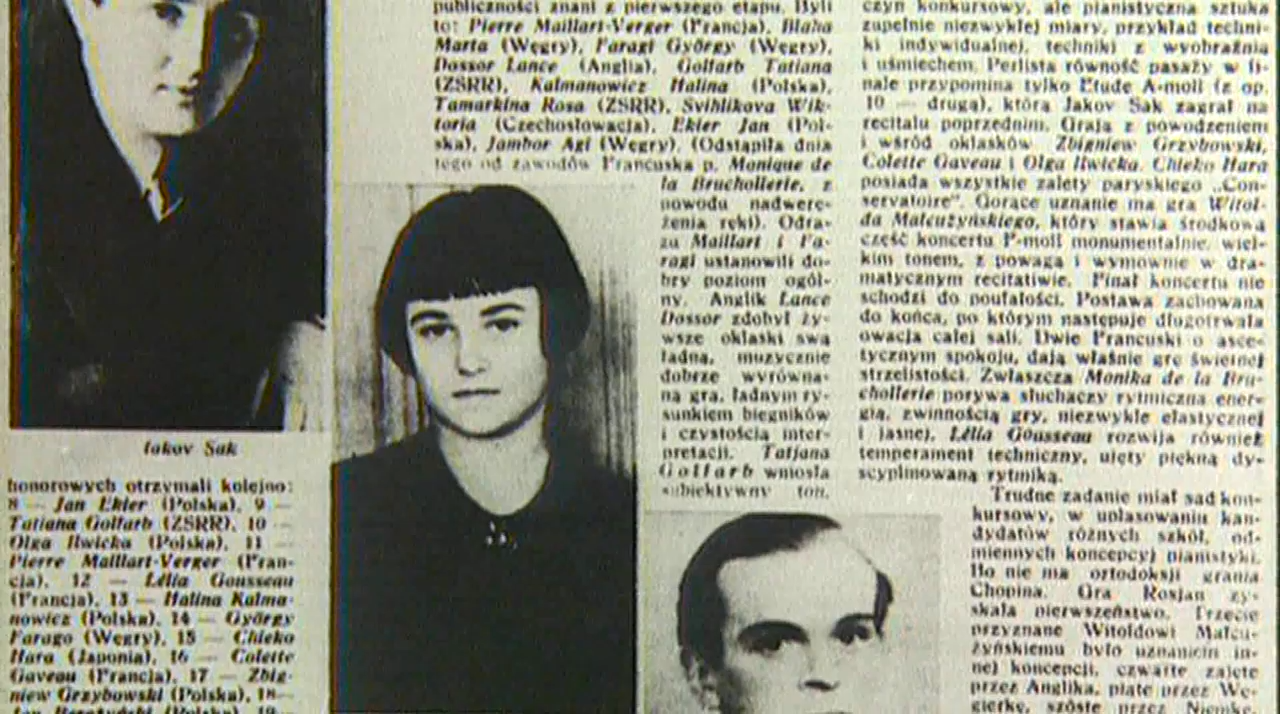 publiczności znani z pierwszego etapu. Byli
to: Pierre Maillart-Verger (Francja), Blaha
Marta (Węgry), Faragi György (Węgry),
Dossor Lance (Anglia), Golfarb Tatiana
(ZSRR), Kalmanowicz Halina (Polska),
Tamarkina Rosa (ZSRR), Svihlikova Wik-
toria (Czechosłowacja), Ekier Jan (Pol-
ska), Jambor Agi (Węgry). (Odstąpiła dnia
tego od zawodów Francuska p. Monique de
la Bruchollerie, z
powodu nadwerę-
żenia ręki). Odra-
zu Maillart i Fa-
ragi ustanowili do-
bry poziom ogól-
ny. Anglik Lance
Dossor zdobył ży-
wsze oklaski swą
ładną, muzycznie
dobrze wyrówna-
ną grą, ładnym ry-
sunkiem biegników
i czystością inter-
pretacji. Tatjana
Golfarb wniosła
subiektywny ton,
Iakov Sak
honorowych otrzymali kolejno:
8 — Jan Ekier (Polska), 9 —
Tatiana Golfarb (ZSRR), 10 —
Olga Ilwicka (Polska), 11 —
Pierre Maillart-Verger (Fran-
cja), 12 — Lélia Gousseau
(Francja), 13 — Halina Kalma-
nowicz (Polska), 14 — György
Farago (Węgry), 15 — Chieko
Hara (Japonia), 16 — Colette
Gaveau (Francja), 17 — Zbig-
niew Grzybowski (Polska), 18—
czyn konkursowy, ale pianistyczna sztuka
zupełnie niezwykłej miary, przykład techni-
ki indywidualnej, techniki z wyobraźnią
i uśmiechem. Perlista równość pasaży w fi-
nale przypomina tylko Etude A-moll (z op.
10 — druga), którą Jakov Sak zagrał na
recitalu poprzednim. Grają z powodzeniem
i wśród oklasków Zbigniew Grzybowski,
Colette Gaveau i Olga Ilwicka. Chieko Hara
posiada wszystkie zalety paryskiego „Con-
servatoire". Gorące uznanie ma gra Witol-
da Małcużyńskiego, który stawia środkową
część koncertu F-moll monumentalnie, wiel-
kim tonem, z powagą i wymownie w dra-
matycznym recitatiwie. Finał koncertu nie
schodzi do poufałości. Postawa zachowana
do końca, po którym następuje długotrwała
owacja całej sali. Dwie Francuski o asce-
tycznym spokoju, dają właśnie grę świetnej
strzelistości. Zwłaszcza Monika de la Bru-
chollerie porywa słuchaczy rytmiczną ener-
gią, zwinnością gry, niezwykle elastycznej
i jasnej. Lélia Gousseau rozwija również
temperament techniczny, ujęty piękną dy-
scyplinowaną rytmiką.
Trudne zadanie miał sąd kon-
kursowy, w uplasowaniu kan-
dydatów różnych szkół, od-
miennych koncepcyj pianistyki.
Bo nie ma ortodoksji grania
Chopina. Gra Rosjan zy-
skała pierwszeństwo. Trzecie
przyznane Witoldowi Małcu-
żyńskiemu było uznaniem in-
nej koncepcji, czwarte zajęte
przez Anglika, piąte przez Wę-
gierkę, szóste przez Niemkę,